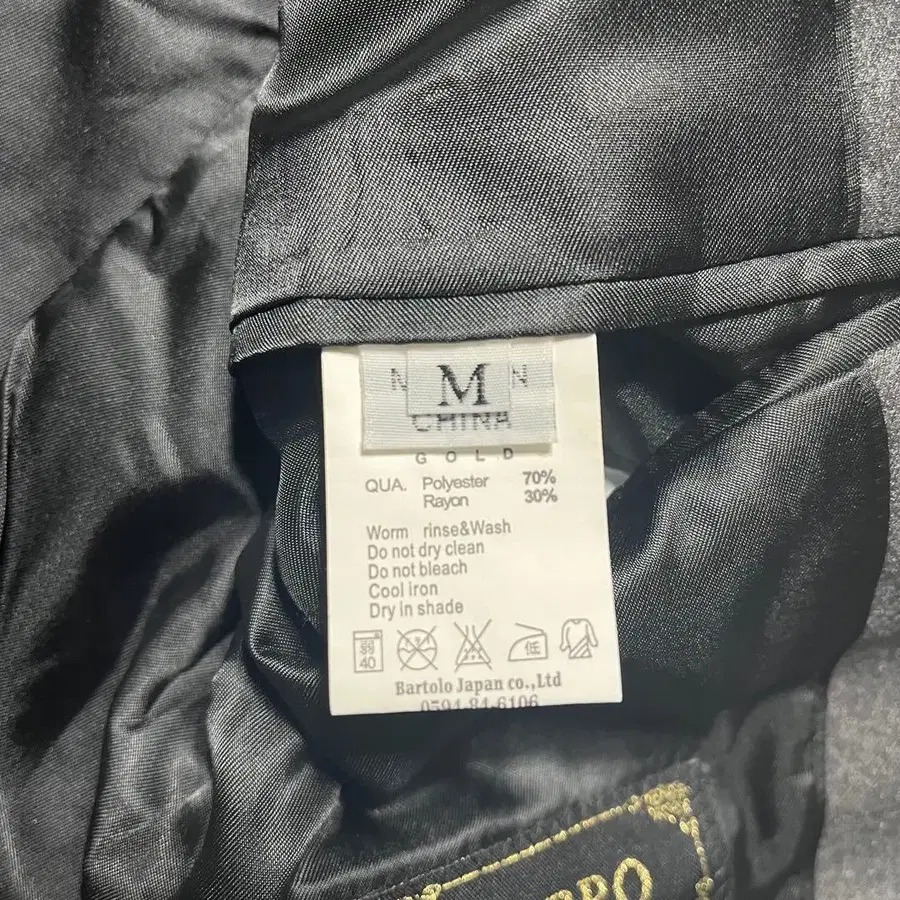 M
CHINA
GOLD
QUA. Polyester 70%
Rayon 30%
Worm rinse&Wash
Do not dry clean
Do not bleach
Cool iron
Dry in shade
弱
40
低
Bartolo Japan co.,Ltd
0594-84-6106